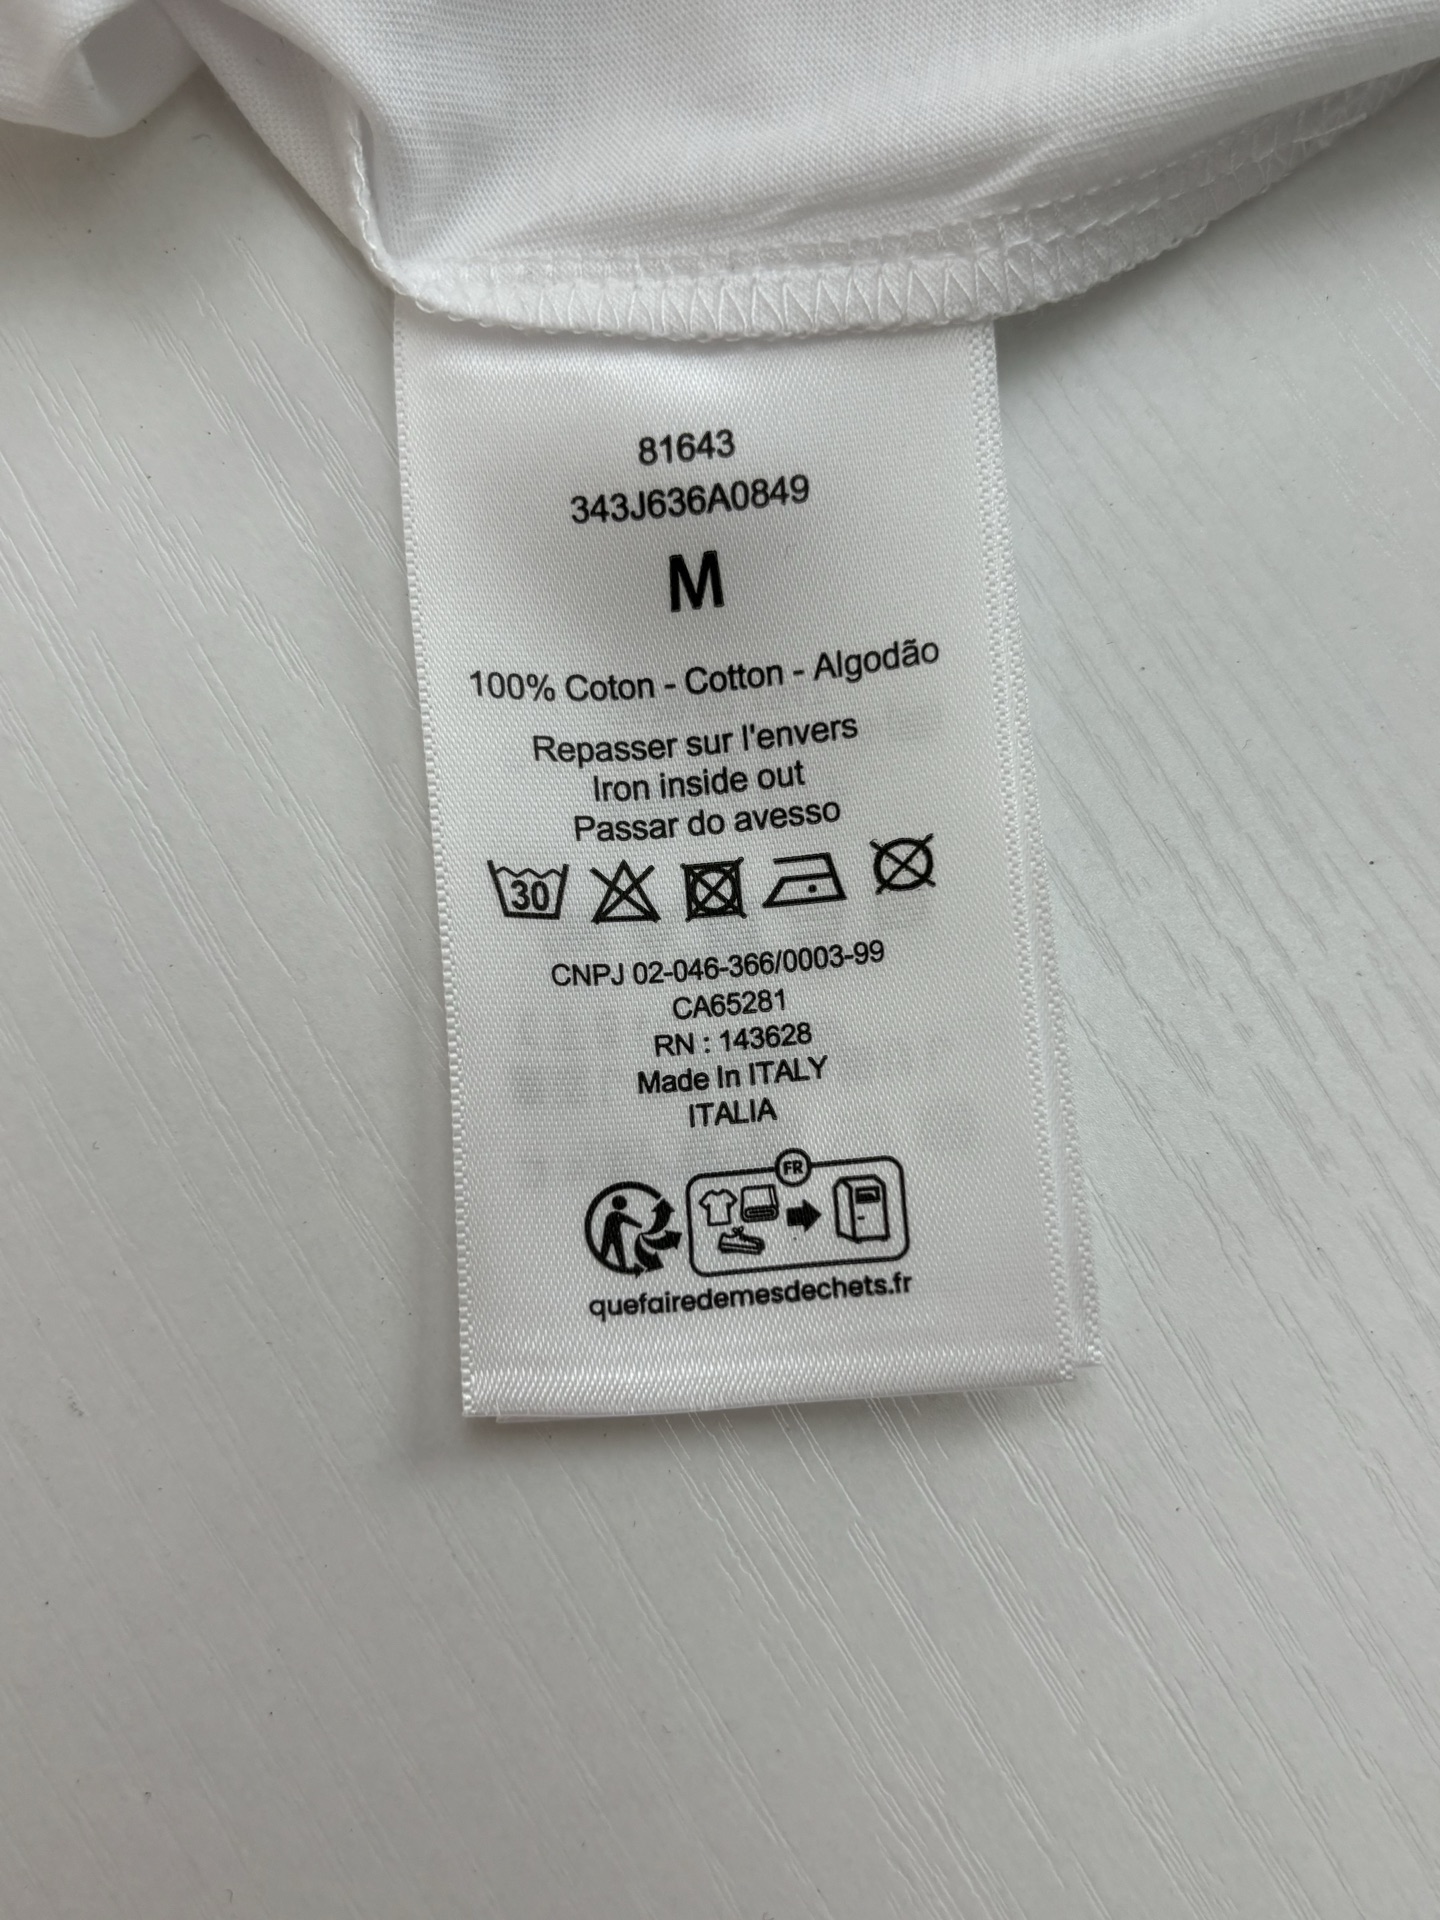 81643
343J636A0849
M
100% Coton - Cotton - Algodão
Repasser sur l'envers
Iron inside out
Passar do avesso
30
CNPJ 02-046-366/0003-99
CA65281
RN : 143628
Made In ITALY
ITALIA
FR
quefairedemesdechets.fr